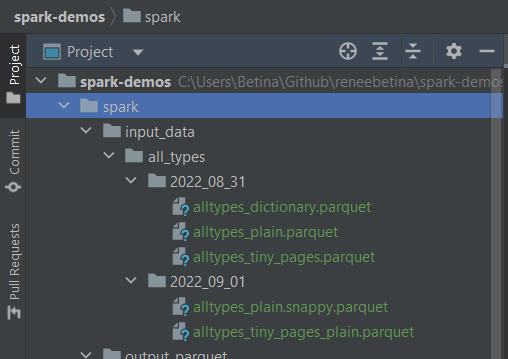 spark-demos spark
Project
Project
Commit
Pull Requests
spark-demos C:\Users\Betina\Github\reneebetina\spark-demos
spark
input_data
all_types
2022_08_31
alltypes_dictionary.parquet
alltypes_plain.parquet
alltypes_tiny_pages.parquet
2022_09_01
alltypes_plain.snappy.parquet
alltypes_tiny_pages_plain.parquet
output_parquet